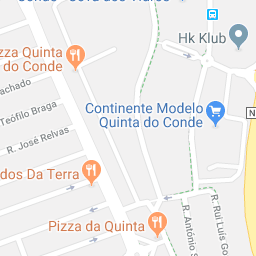 Hk Klub
Pizza Quinta
do Conde
achado
Continente Modelo
Quinta do Conde
N
Teófilo Braga
R. José Relvas
dos Da Terra
Pizza da Quinta
R. António S
R. Rui Luís Go